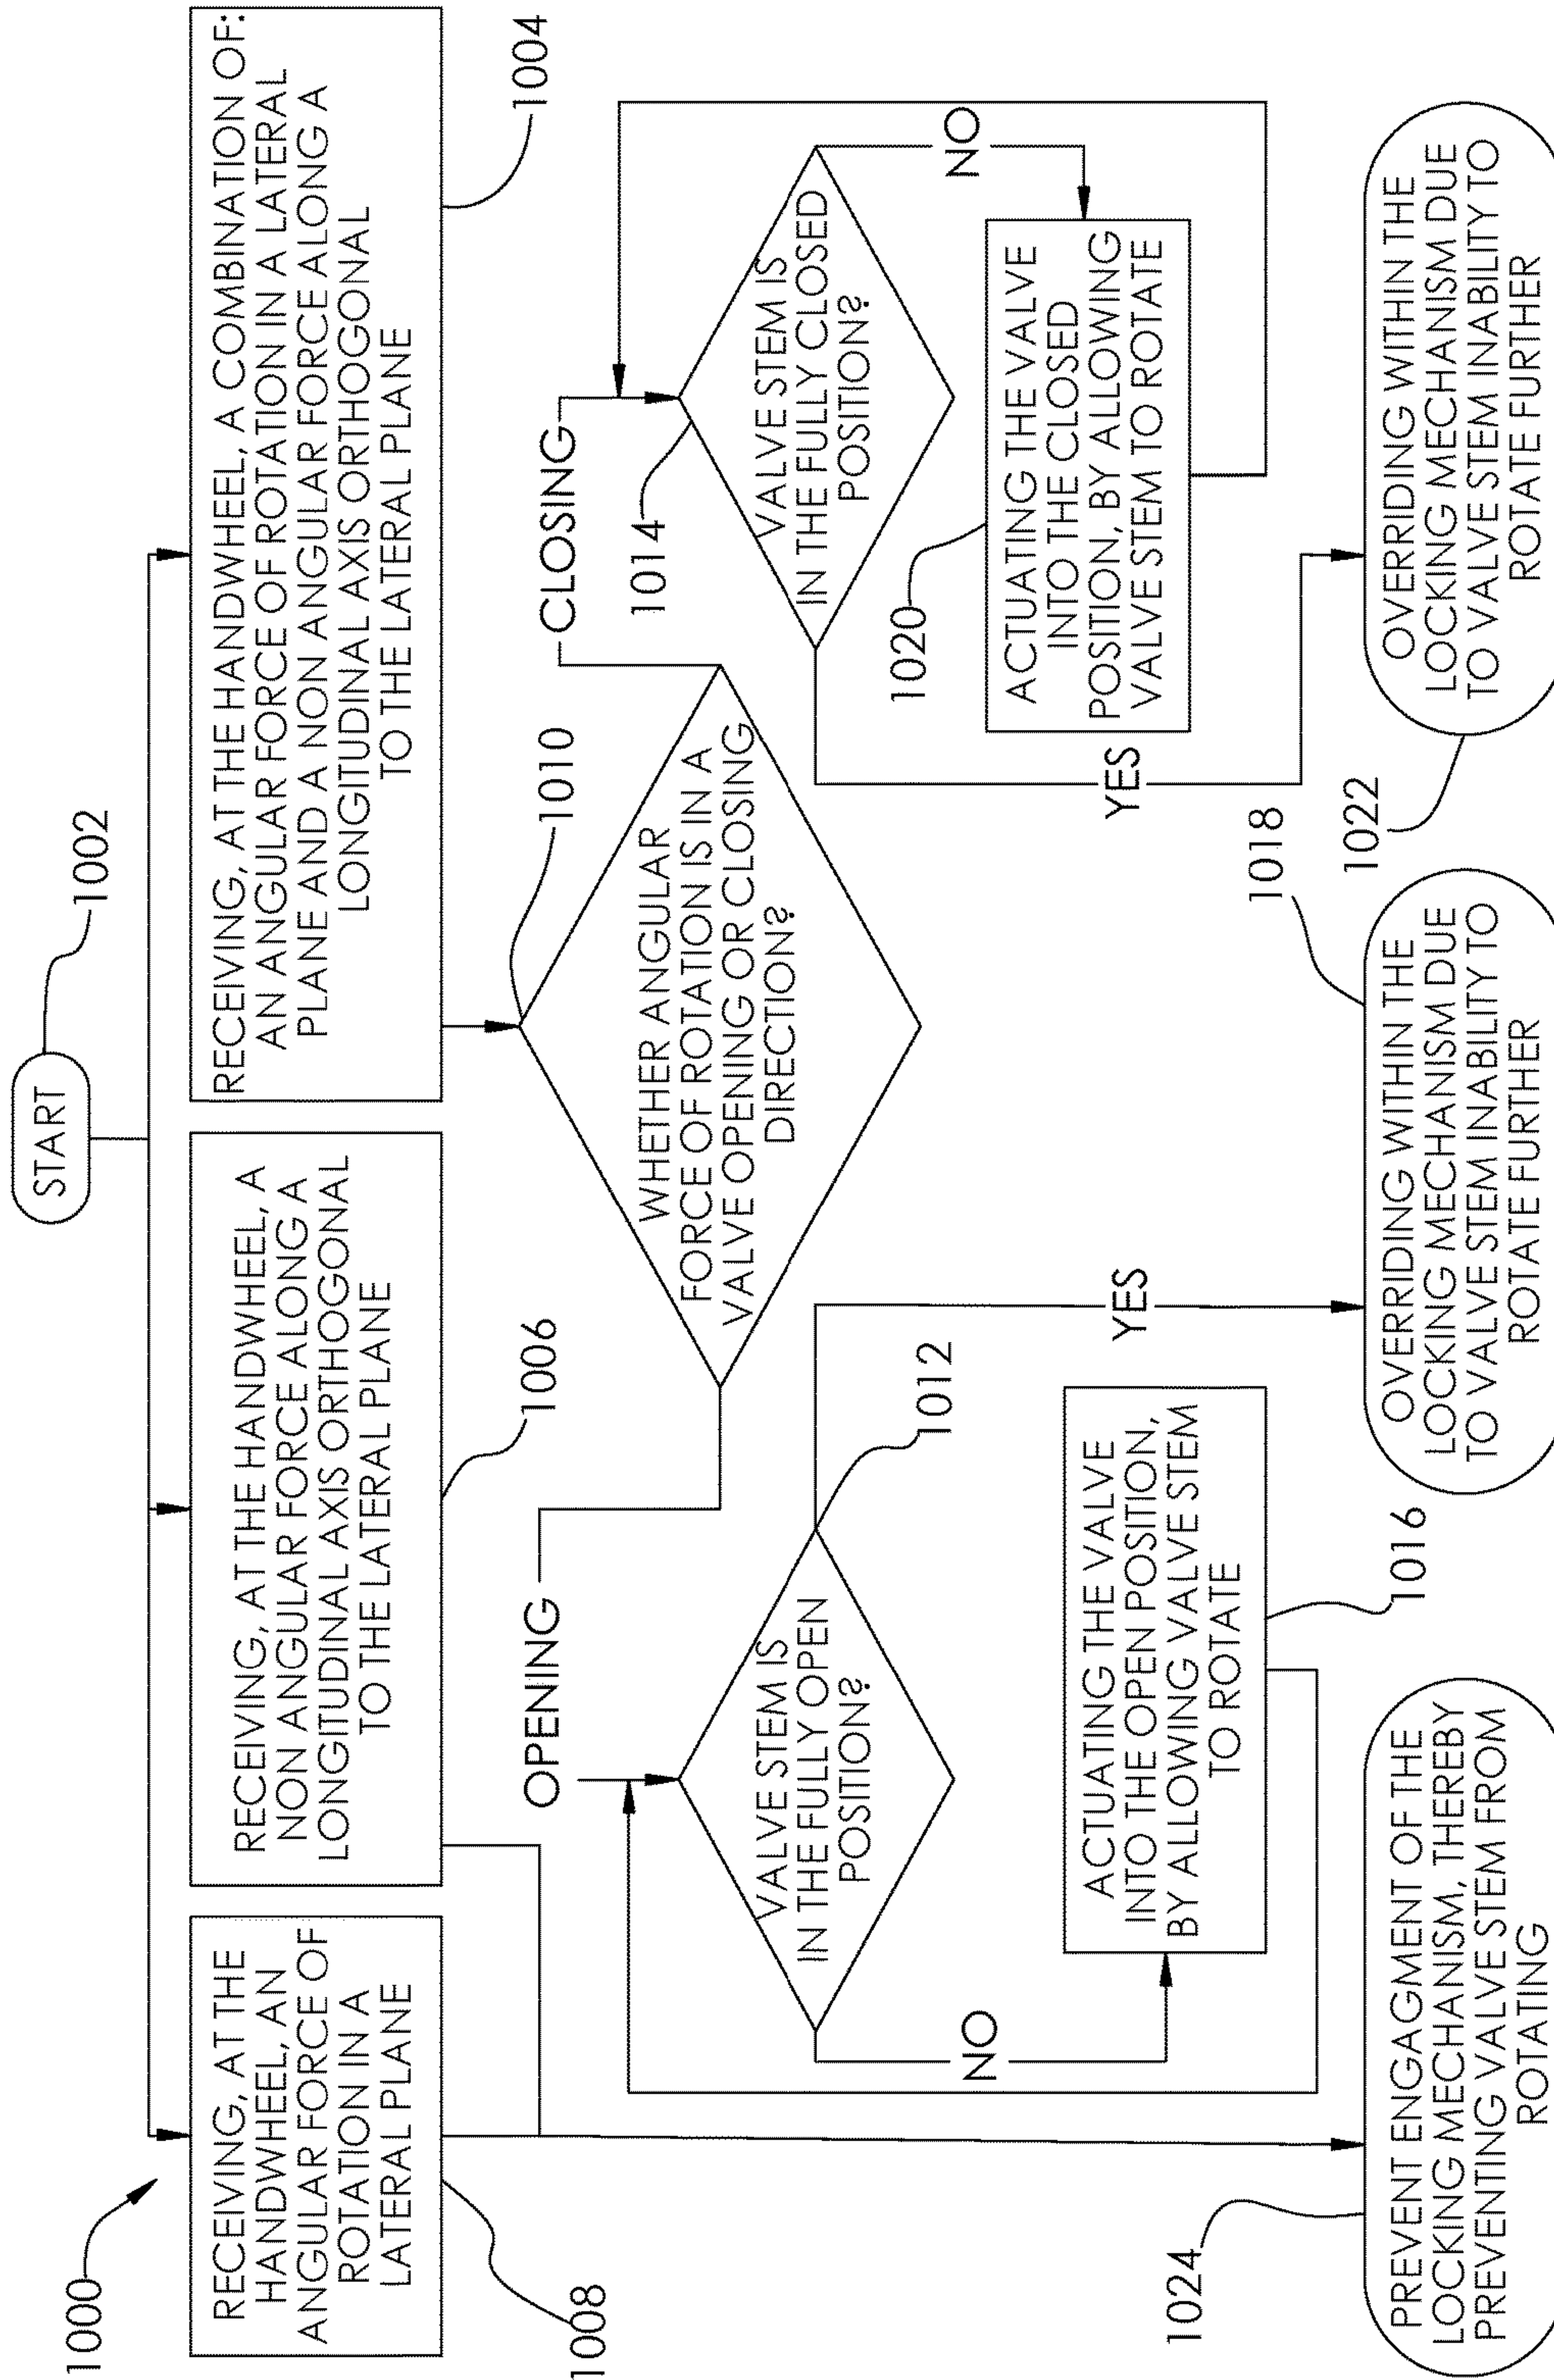 1000
START
1002
RECEIVING, AT THE
HANDWHEEL, AN
ANGULAR FORCE OF
ROTATION IN A
LATERAL PLANE
1008
RECEIVING, AT THE HANDWHEEL, A
NON ANGULAR FORCE ALONG A
LONGITUDINAL AXIS ORTHOGONAL
TO THE LATERAL PLANE
1006
RECEIVING, AT THE HANDWHEEL, A COMBINATION OF:
AN ANGULAR FORCE OF ROTATION IN A LATERAL
PLANE AND A NON ANGULAR FORCE ALONG A
LONGITUDINAL AXIS ORTHOGONAL
TO THE LATERAL PLANE
1004
WHETHER ANGULAR
FORCE OF ROTATION IS IN A
VALVE OPENING OR CLOSING
DIRECTION?
1010
OPENING
CLOSING
VALVE STEM IS
IN THE FULLY OPEN
POSITION?
1012
VALVE STEM IS
IN THE FULLY CLOSED
POSITION?
1014
NO
YES
YES
NO
ACTUATING THE VALVE
INTO THE OPEN POSITION,
BY ALLOWING VALVE STEM
TO ROTATE
1016
ACTUATING THE VALVE
INTO THE CLOSED
POSITION, BY ALLOWING
VALVE STEM TO ROTATE
1020
PREVENT ENGAGMENT OF THE
LOCKING MECHANISM, THEREBY
PREVENTING VALVE STEM FROM
ROTATING
1024
OVERRIDING WITHIN THE
LOCKING MECHANISM DUE
TO VALVE STEM INABILITY TO
ROTATE FURTHER
1018
OVERRIDING WITHIN THE
LOCKING MECHANISM DUE
TO VALVE STEM INABILITY TO
ROTATE FURTHER
1022